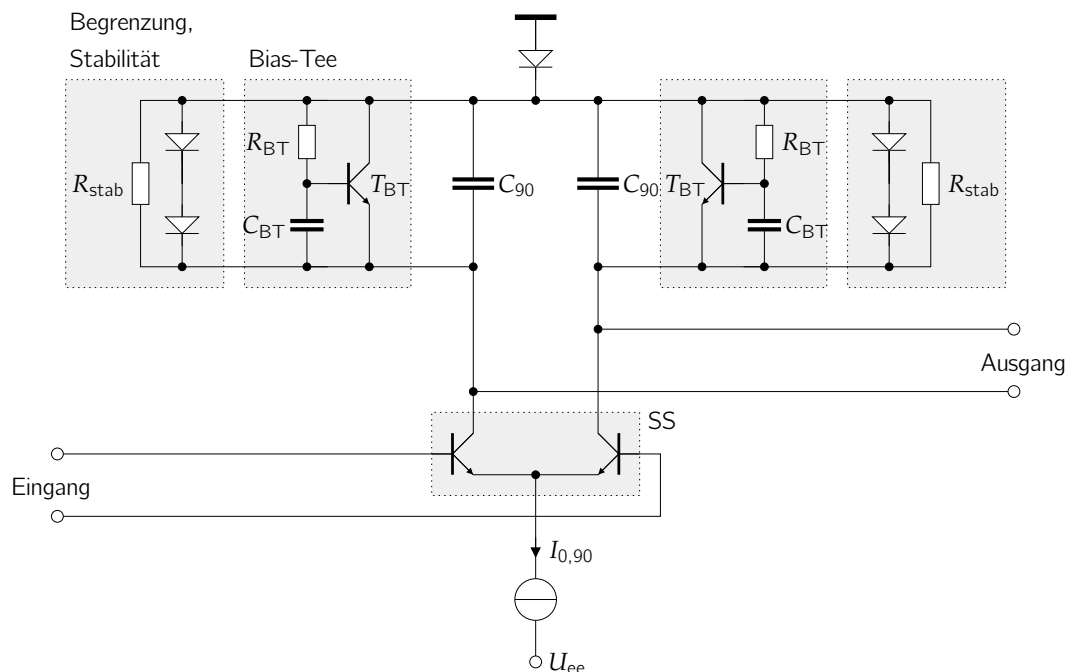 Begrenzung,
Stabilität
Bias-Tee
R_BT
R_BT
R_stab
T_BT
C_90
C_90
T_BT
R_stab
C_BT
C_BT
Ausgang
SS
Eingang
I_0,90
U_ee